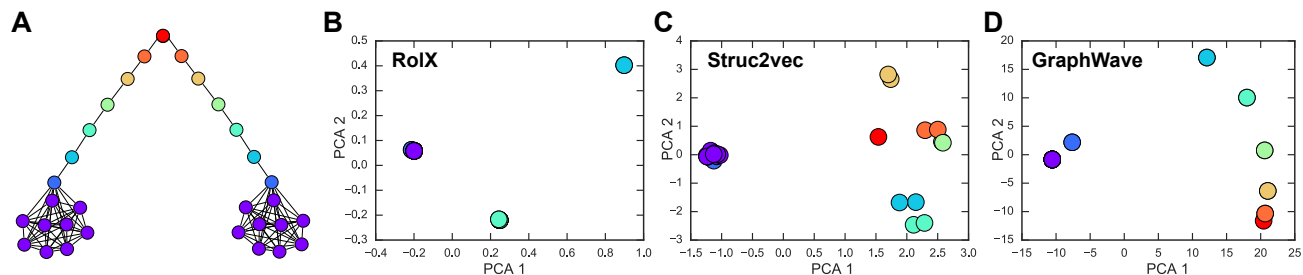 A
B
RolX
PCA 2
0.5
0.4
0.3
0.2
0.1
0.0
−0.1
−0.2
−0.3
−0.4 −0.2 0.0 0.2 0.4 0.6 0.8 1.0
PCA 1
C
Struc2vec
PCA 2
4
3
2
1
0
−1
−2
−3
−1.5 −1.0 −0.5 0.0 0.5 1.0 1.5 2.0 2.5 3.0
PCA 1
D
GraphWave
PCA 2
20
15
10
5
0
−5
−10
−15
−15 −10 −5 0 5 10 15 20 25
PCA 1